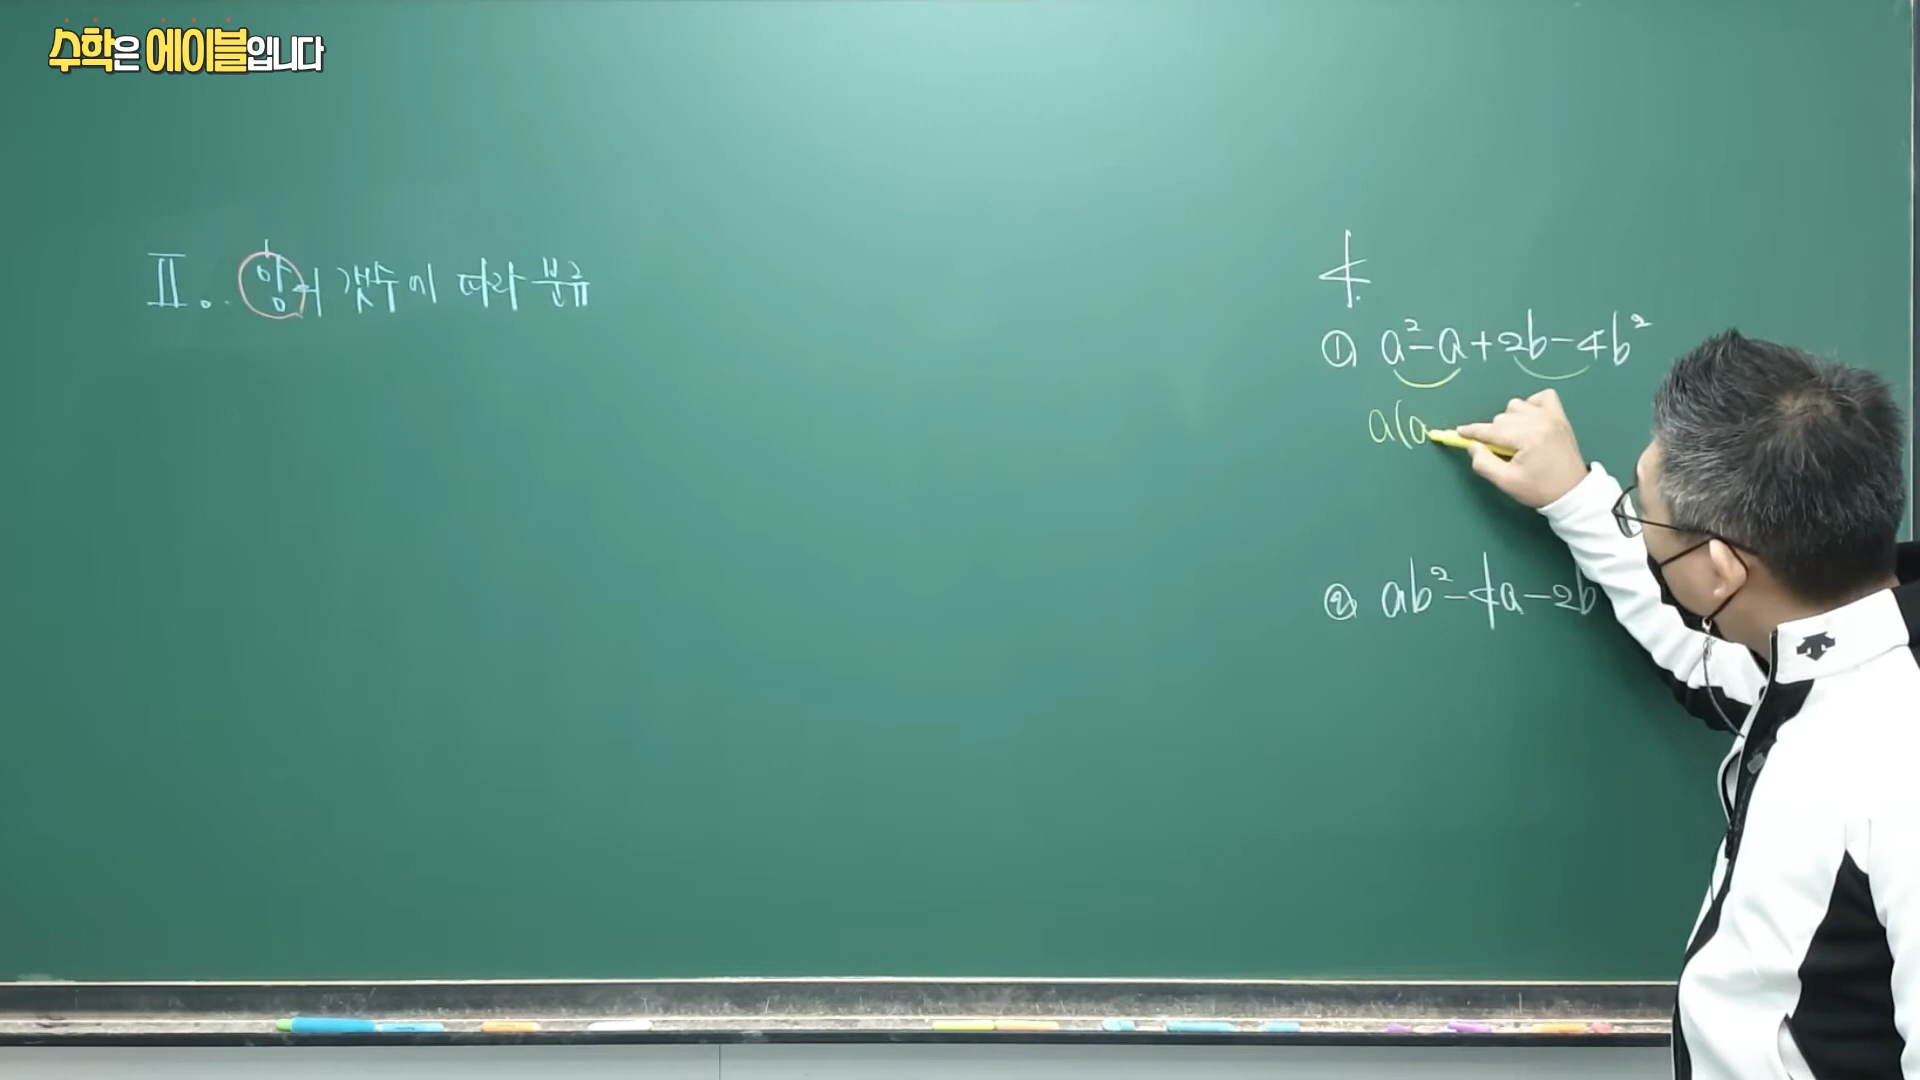 수학은 에이블입니다
Ⅱ. 항의 갯수에 따라 분류
4.
① a²-a+2b-4b²
a(a
② ab²-4a-2b